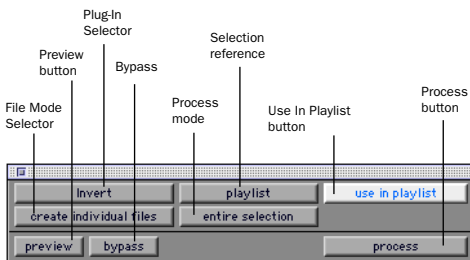 Plug-In
Selector
Selection
reference
Preview
button
Bypass
Process
button
File Mode
Selector
Process
mode
Use In Playlist
button
Invert
playlist
use in playlist
create individual files
entire selection
preview
bypass
process